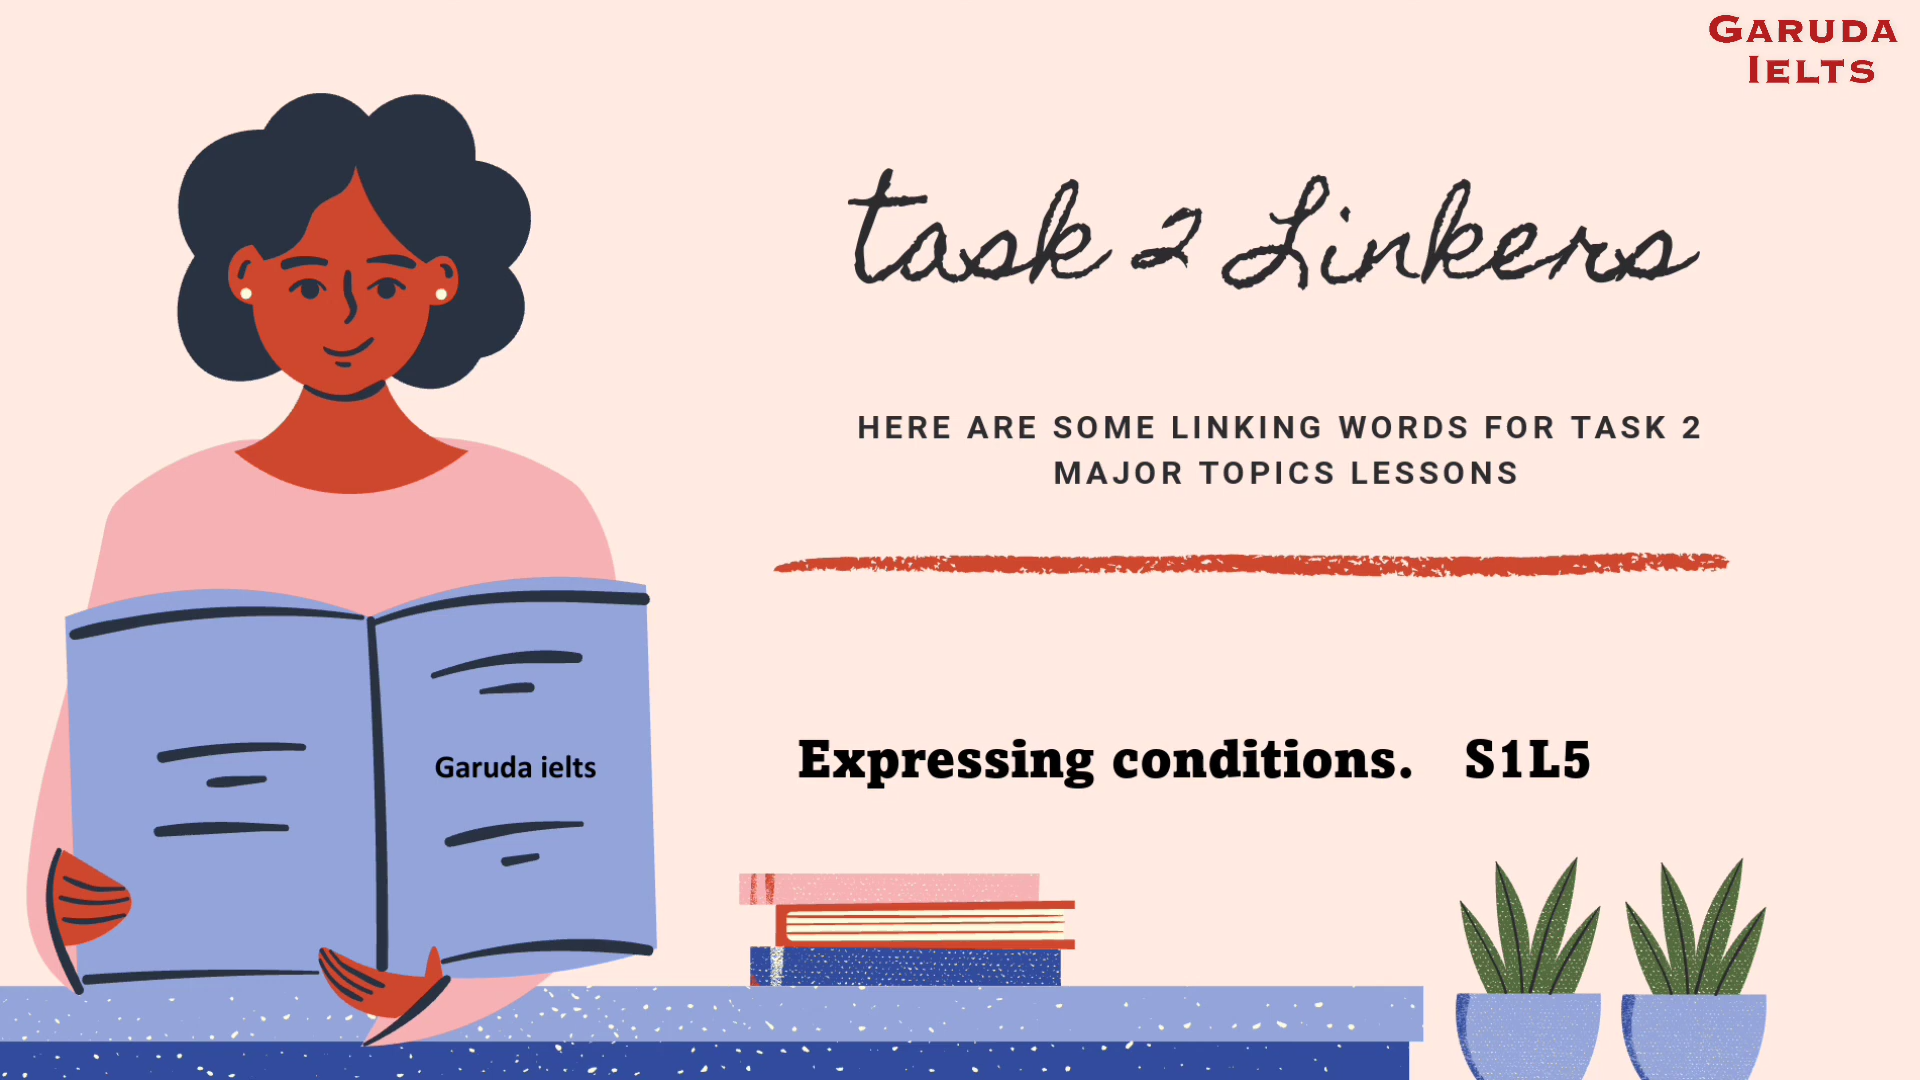 GARUDA
IELTS
task 2 Linkers
HERE ARE SOME LINKING WORDS FOR TASK 2
MAJOR TOPICS LESSONS
Garuda ielts
Expressing conditions. S1L5